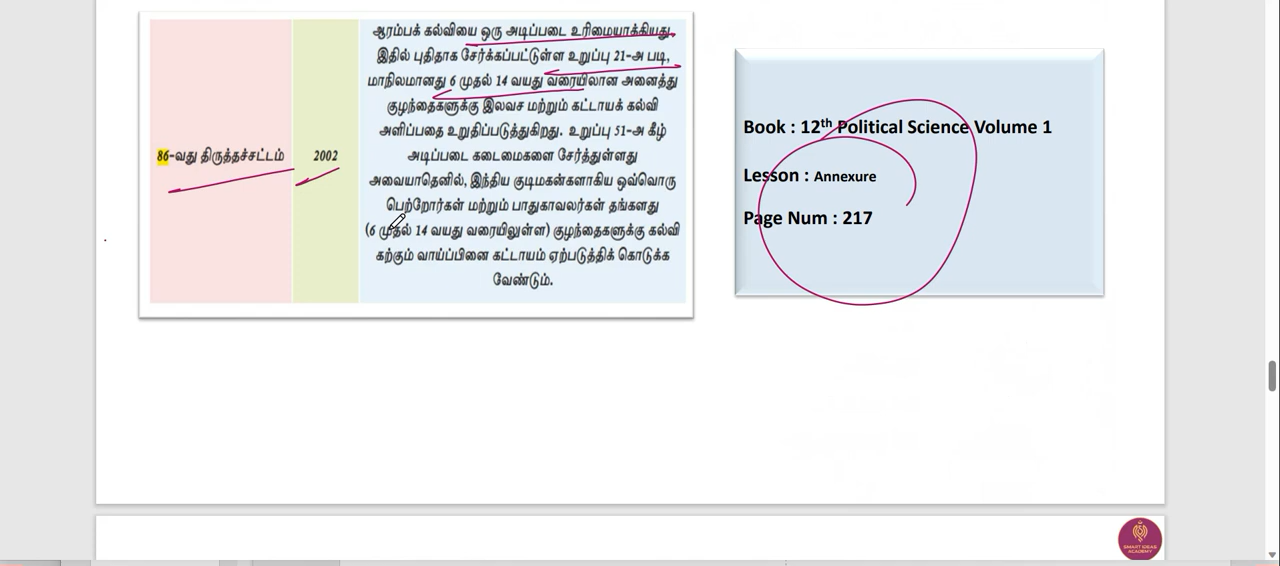 86-வது திருத்தச்சட்டம்
2002
ஆரம்பக் கல்வியை ஒரு அடிப்படை உரிமையாக்கியது.
இதில் புதிதாக சேர்க்கப்பட்டுள்ள உறுப்பு 21-அ படி,
மாநிலமானது 6 முதல் 14 வயது வரையிலான அனைத்து
குழந்தைகளுக்கு இலவச மற்றும் கட்டாயக் கல்வி
அளிப்பதை உறுதிப்படுத்துகிறது. உறுப்பு 51-அ கீழ்
அடிப்படை கடைமைகளை சேர்த்துள்ளது
அவையாதெனில், இந்திய குடிமகன்களாகிய ஒவ்வொரு
பெற்றோர்கள் மற்றும் பாதுகாவலர்கள் தங்களது
(6 முதல் 14 வயது வரையிலுள்ள) குழந்தைகளுக்கு கல்வி
கற்கும் வாய்ப்பினை கட்டாயம் ஏற்படுத்திக் கொடுக்க
வேண்டும்.
Book : 12th Political Science Volume 1
Lesson : Annexure
Page Num : 217
SMART IDEAS
ACADEMY